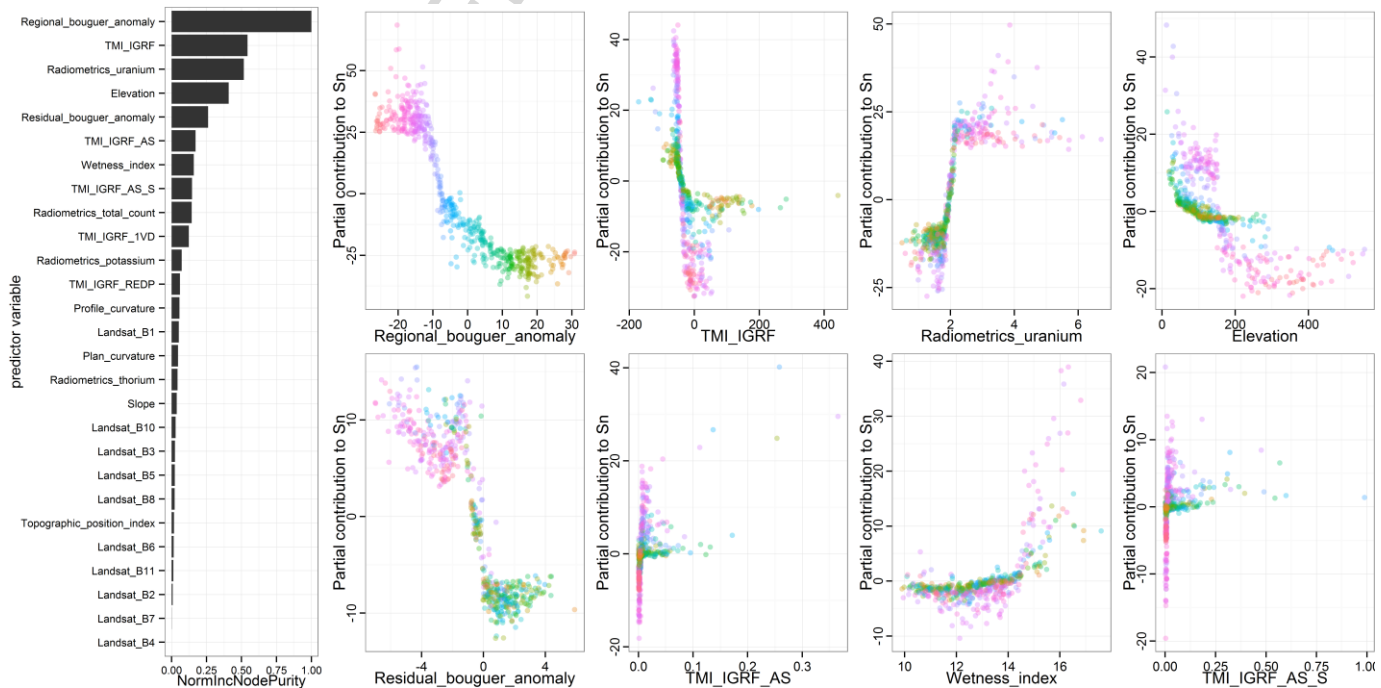 predictor variable
Regional_bouguer_anomaly
TMI_IGRF
Radiometrics_uranium
Elevation
Residual_bouguer_anomaly
TMI_IGRF_AS
Wetness_index
TMI_IGRF_AS_S
Radiometrics_total_count
TMI_IGRF_1VD
Radiometrics_potassium
TMI_IGRF_REDP
Profile_curvature
Landsat_B1
Plan_curvature
Radiometrics_thorium
Slope
Landsat_B10
Landsat_B3
Landsat_B5
Landsat_B8
Topographic_position_index
Landsat_B6
Landsat_B11
Landsat_B2
Landsat_B7
Landsat_B4
0.00 0.25 0.50 0.75 1.00
NormIncNodePurity
Partial contribution to Sn
50
25
0
-25
-20 -10 0 10 20 30
Regional_bouguer_anomaly
Partial contribution to Sn
40
20
0
-20
-200 0 200 400
TMI_IGRF
Partial contribution to Sn
50
25
0
-25
2 4 6
Radiometrics_uranium
Partial contribution to Sn
40
20
0
-20
0 200 400
Elevation
Partial contribution to Sn
10
0
-10
-4 0 4
Residual_bouguer_anomaly
Partial contribution to Sn
40
20
0
-20
0.0 0.1 0.2 0.3
TMI_IGRF_AS
Partial contribution to Sn
40
30
20
10
0
-10
10 12 14 16
Wetness_index
Partial contribution to Sn
20
10
0
-10
-20
0.00 0.25 0.50 0.75 1.00
TMI_IGRF_AS_S